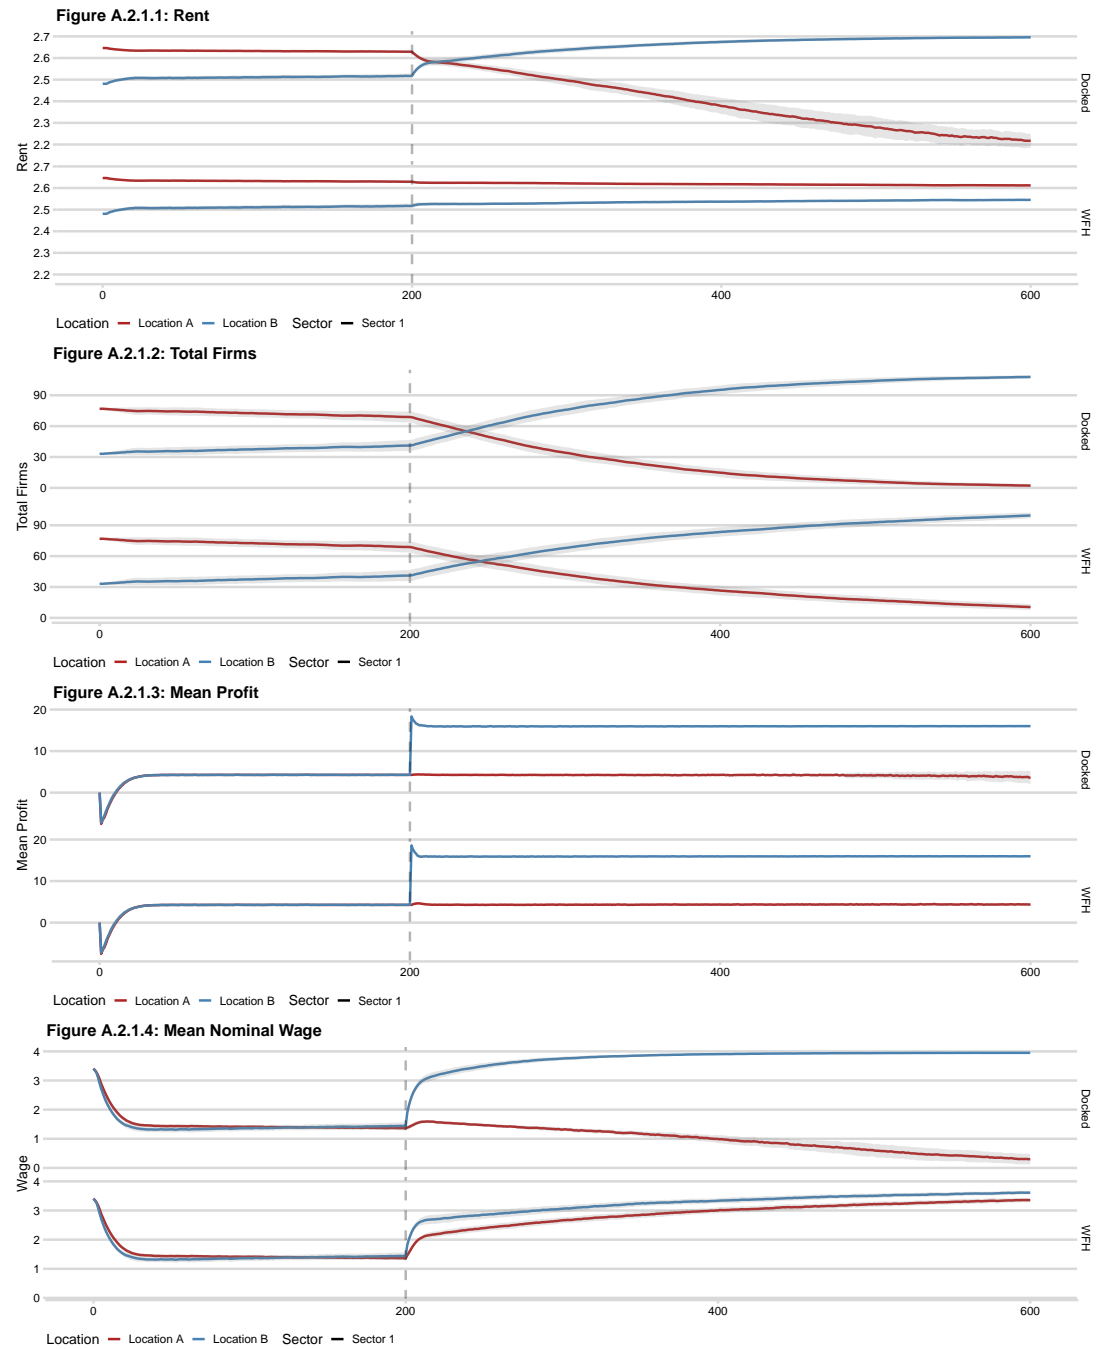 Figure A.2.1.1: Rent
2.7
2.6
2.5
2.4
2.3
2.2
Docked
Rent
2.7
2.6
2.5
2.4
2.3
2.2
WFH
0 200 400 600
Location Location A Location B Sector Sector 1
Figure A.2.1.2: Total Firms
90
60
30
0
Docked
Total Firms
90
60
30
0
WFH
0 200 400 600
Location Location A Location B Sector Sector 1
Figure A.2.1.3: Mean Profit
20
10
0
Docked
Mean Profit
20
10
0
WFH
0 200 400 600
Location Location A Location B Sector Sector 1
Figure A.2.1.4: Mean Nominal Wage
4
3
2
1
0
Docked
Wage
4
3
2
1
0
WFH
0 200 400 600
Location Location A Location B Sector Sector 1